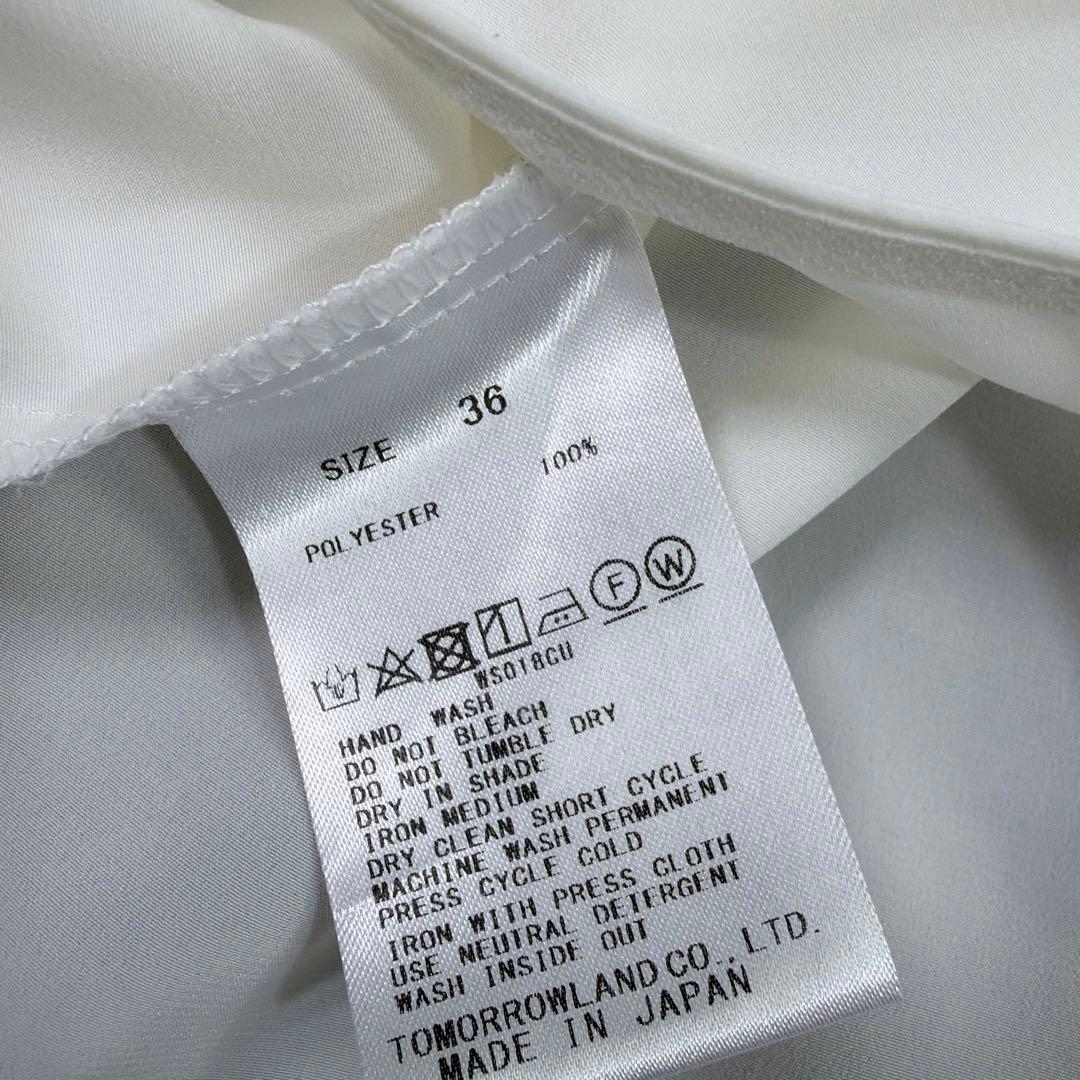 SIZE 36
POLYESTER 100%
F W
WS018CU
HAND WASH
DO NOT BLEACH
DO NOT TUMBLE DRY
DRY IN SHADE
IRON MEDIUM
DRY CLEAN SHORT CYCLE
MACHINE WASH PERMANENT
PRESS CYCLE COLD
IRON WITH PRESS CLOTH
USE NEUTRAL DETERGENT
WASH INSIDE OUT
TOMORROWLAND CO., LTD.
MADE IN JAPAN